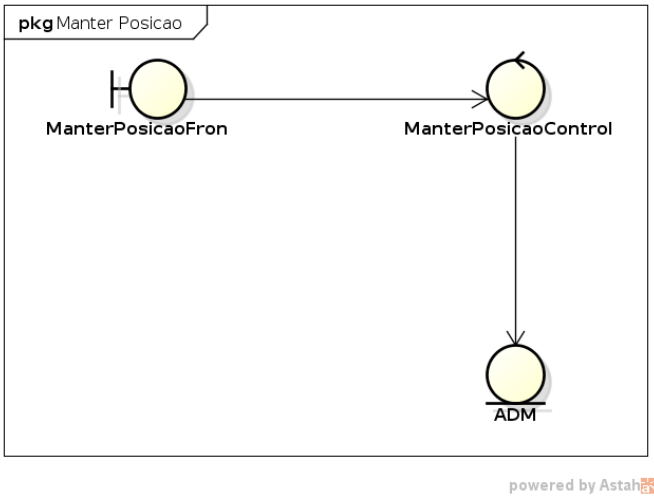 pkg Manter Posicao
ManterPosicaoFron
ManterPosicaoControl
ADM
powered by Astah